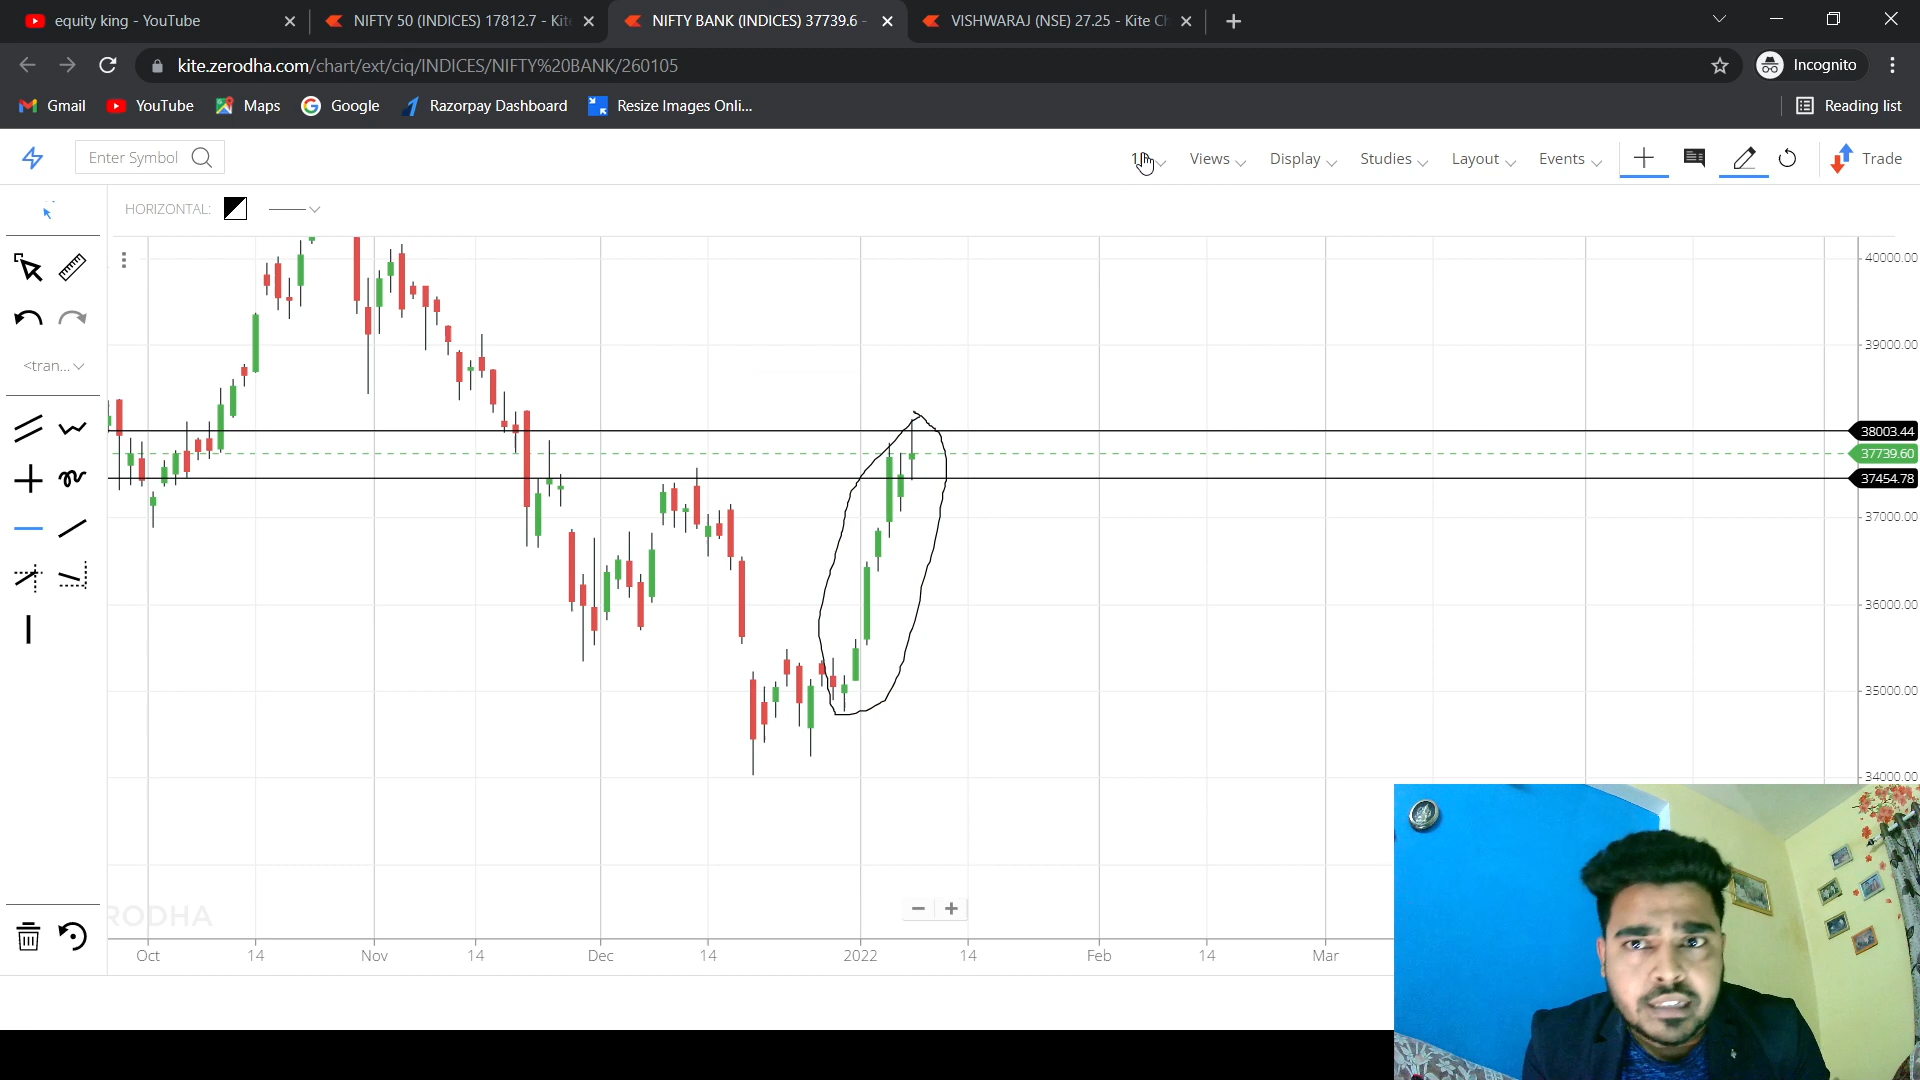 equity king - YouTube
NIFTY 50 (INDICES) 17812.7 - Kit
NIFTY BANK (INDICES) 37739.6 -
VISHWARAJ (NSE) 27.25 - Kite Ch
kite.zerodha.com/chart/ext/ciq/INDICES/NIFTY%20BANK/260105
Incognito
Gmail
YouTube
Maps
Google
Razorpay Dashboard
Resize Images Onli...
Reading list
Enter Symbol
Views
Display
Studies
Layout
Events
Trade
HORIZONTAL:
<tran...
40000.00
39000.00
38003.44
37739.60
37454.78
37000.00
36000.00
35000.00
34000.00
RODHA
Oct 14 Nov 14 Dec 14 2022 14 Feb 14 Mar